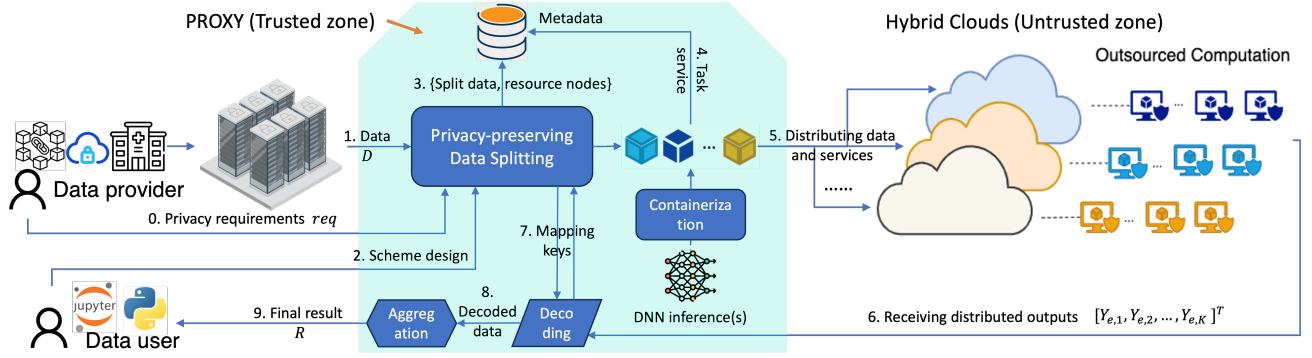 PROXY (Trusted zone)
Metadata
Hybrid Clouds (Untrusted zone)
4. Task
service
Outsourced Computation
3. {Split data, resource nodes}
1. Data
D
Privacy-preserving
Data Splitting
...
5. Distributing data
and services
......
...
...
...
Data provider
0. Privacy requirements req
Containeriza
tion
7. Mapping
keys
2. Scheme design
jupyter
Data user
9. Final result
R
Aggreg
ation
8.
Decoded
data
Deco
ding
DNN inference(s)
6. Receiving distributed outputs [Y_{e,1}, Y_{e,2}, ..., Y_{e,K}]^T